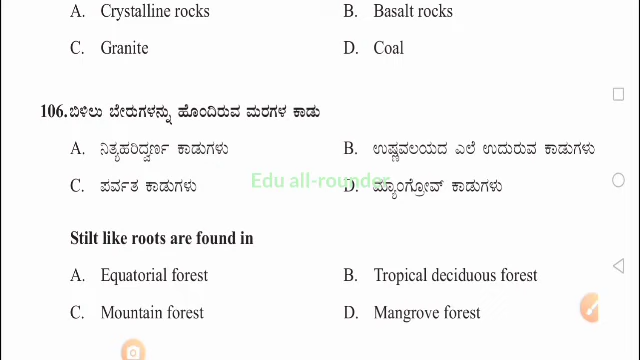 A. Crystalline rocks B. Basalt rocks
C. Granite D. Coal
106. ಬಿಳಿಲು ಬೇರುಗಳನ್ನು ಹೊಂದಿರುವ ಮರಗಳ ಕಾಡು
A. ನಿತ್ಯಹರಿದ್ವರ್ಣ ಕಾಡುಗಳು B. ಉಷ್ಣವಲಯದ ಎಲೆ ಉದುರುವ ಕಾಡುಗಳು
C. ಪರ್ವತ ಕಾಡುಗಳು D. ಮ್ಯಾಂಗ್ರೋವ್ ಕಾಡುಗಳು
Edu all-rounder
Stilt like roots are found in
A. Equatorial forest B. Tropical deciduous forest
C. Mountain forest D. Mangrove forest